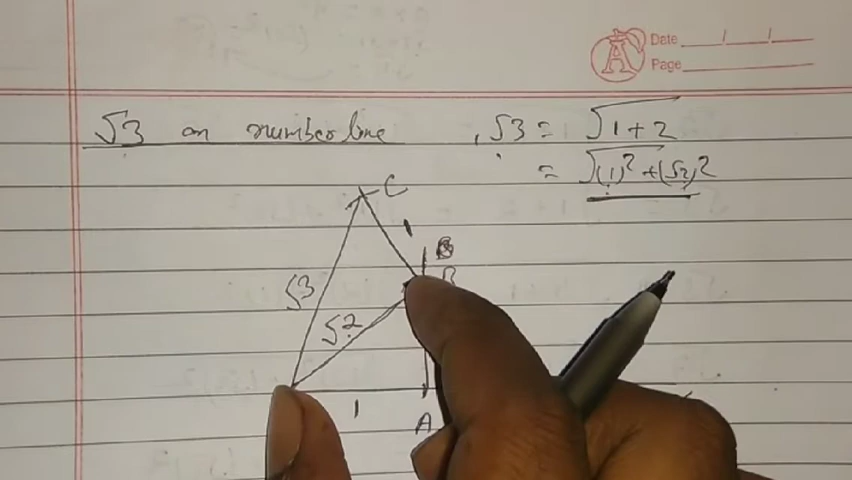 Date
Page
√3 on number line , √3 = √1+2
= √(1)² + (√2)²
C
1
B
B
√3
√2
1
A